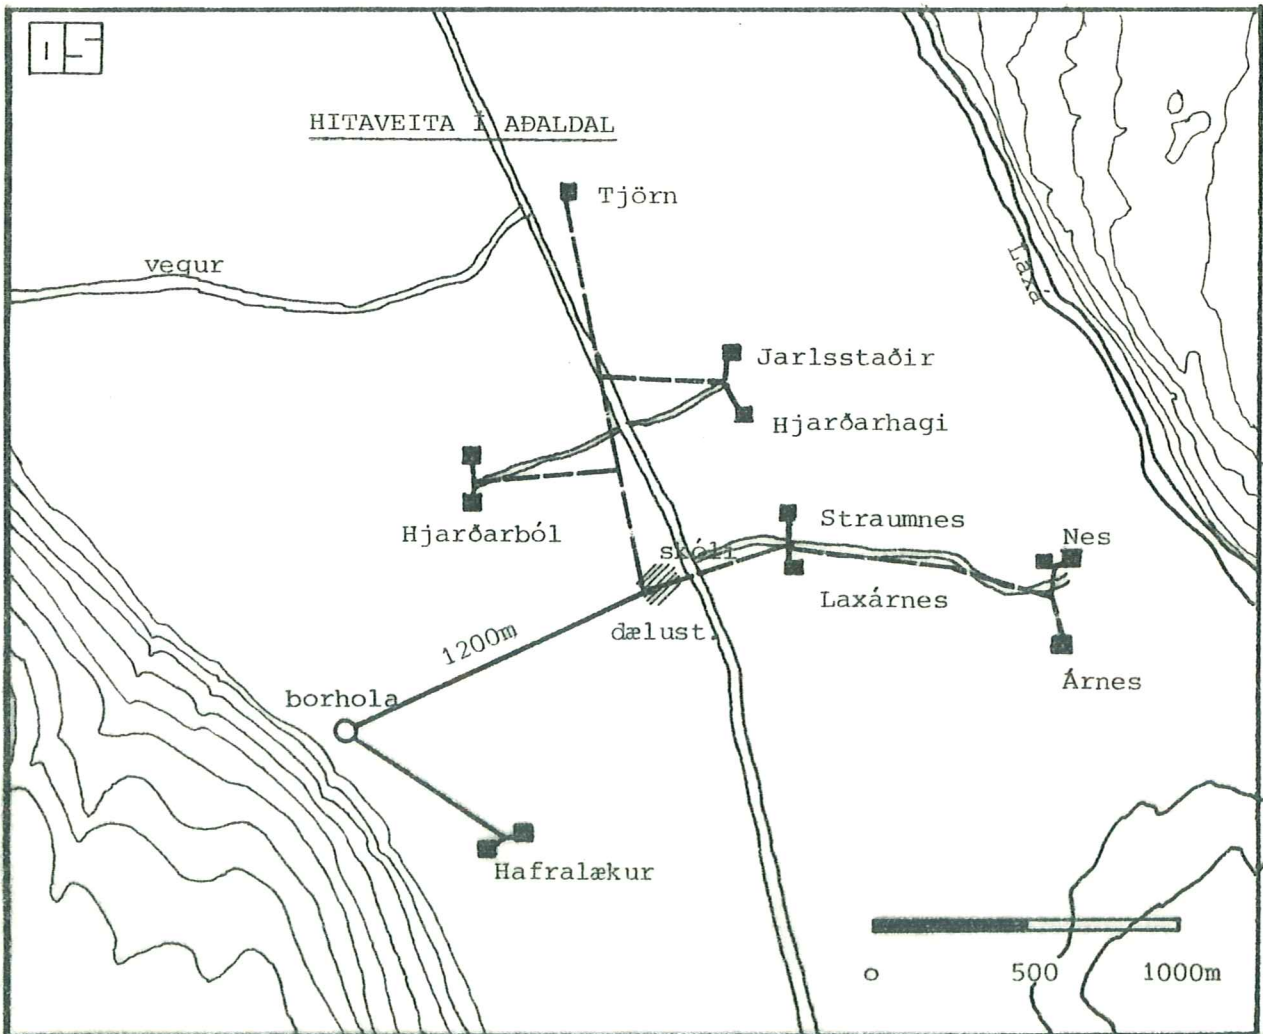 OS
HITAVEITA Í AÐALDAL
Tjörn
vegur
Laxá
Jarlsstaðir
Hjarðarhagi
Hjarðarból
Straumnes
Nes
skóli
Laxárnes
dælust.
1200m
Árnes
borhola
Hafralækur
o 500 1000m